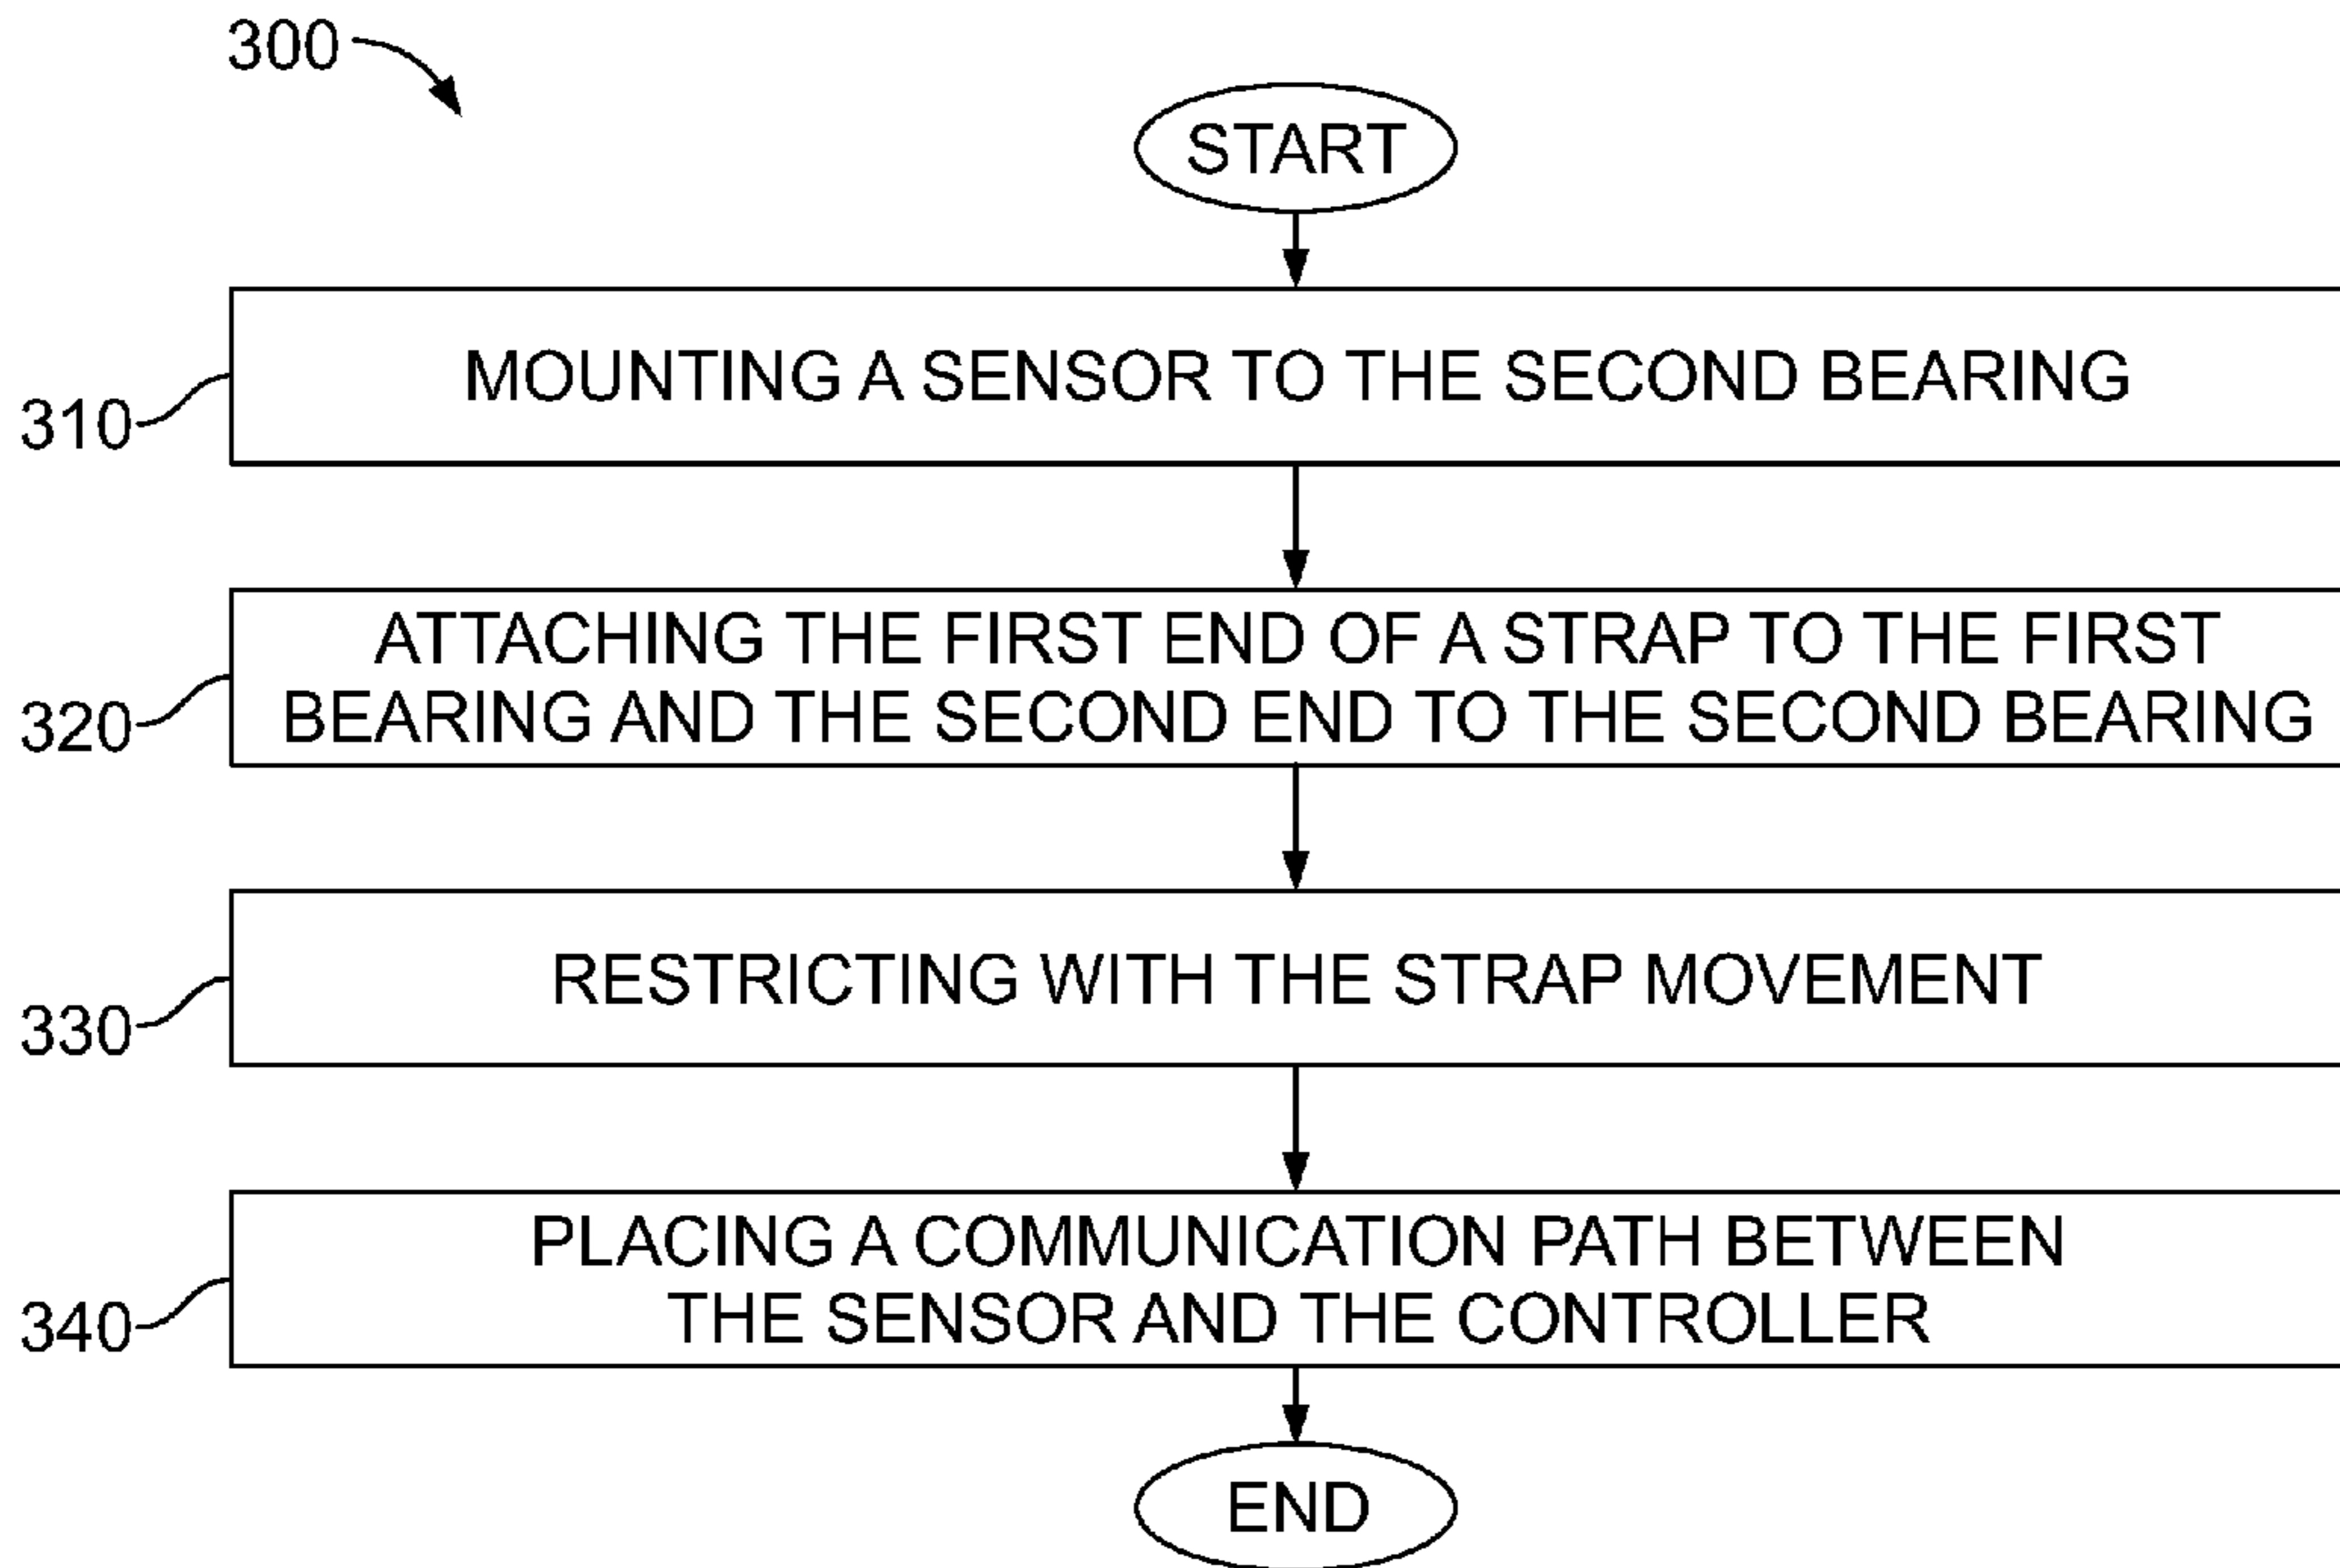 300
START
310
MOUNTING A SENSOR TO THE SECOND BEARING
320
ATTACHING THE FIRST END OF A STRAP TO THE FIRST
BEARING AND THE SECOND END TO THE SECOND BEARING
330
RESTRICTING WITH THE STRAP MOVEMENT
340
PLACING A COMMUNICATION PATH BETWEEN
THE SENSOR AND THE CONTROLLER
END